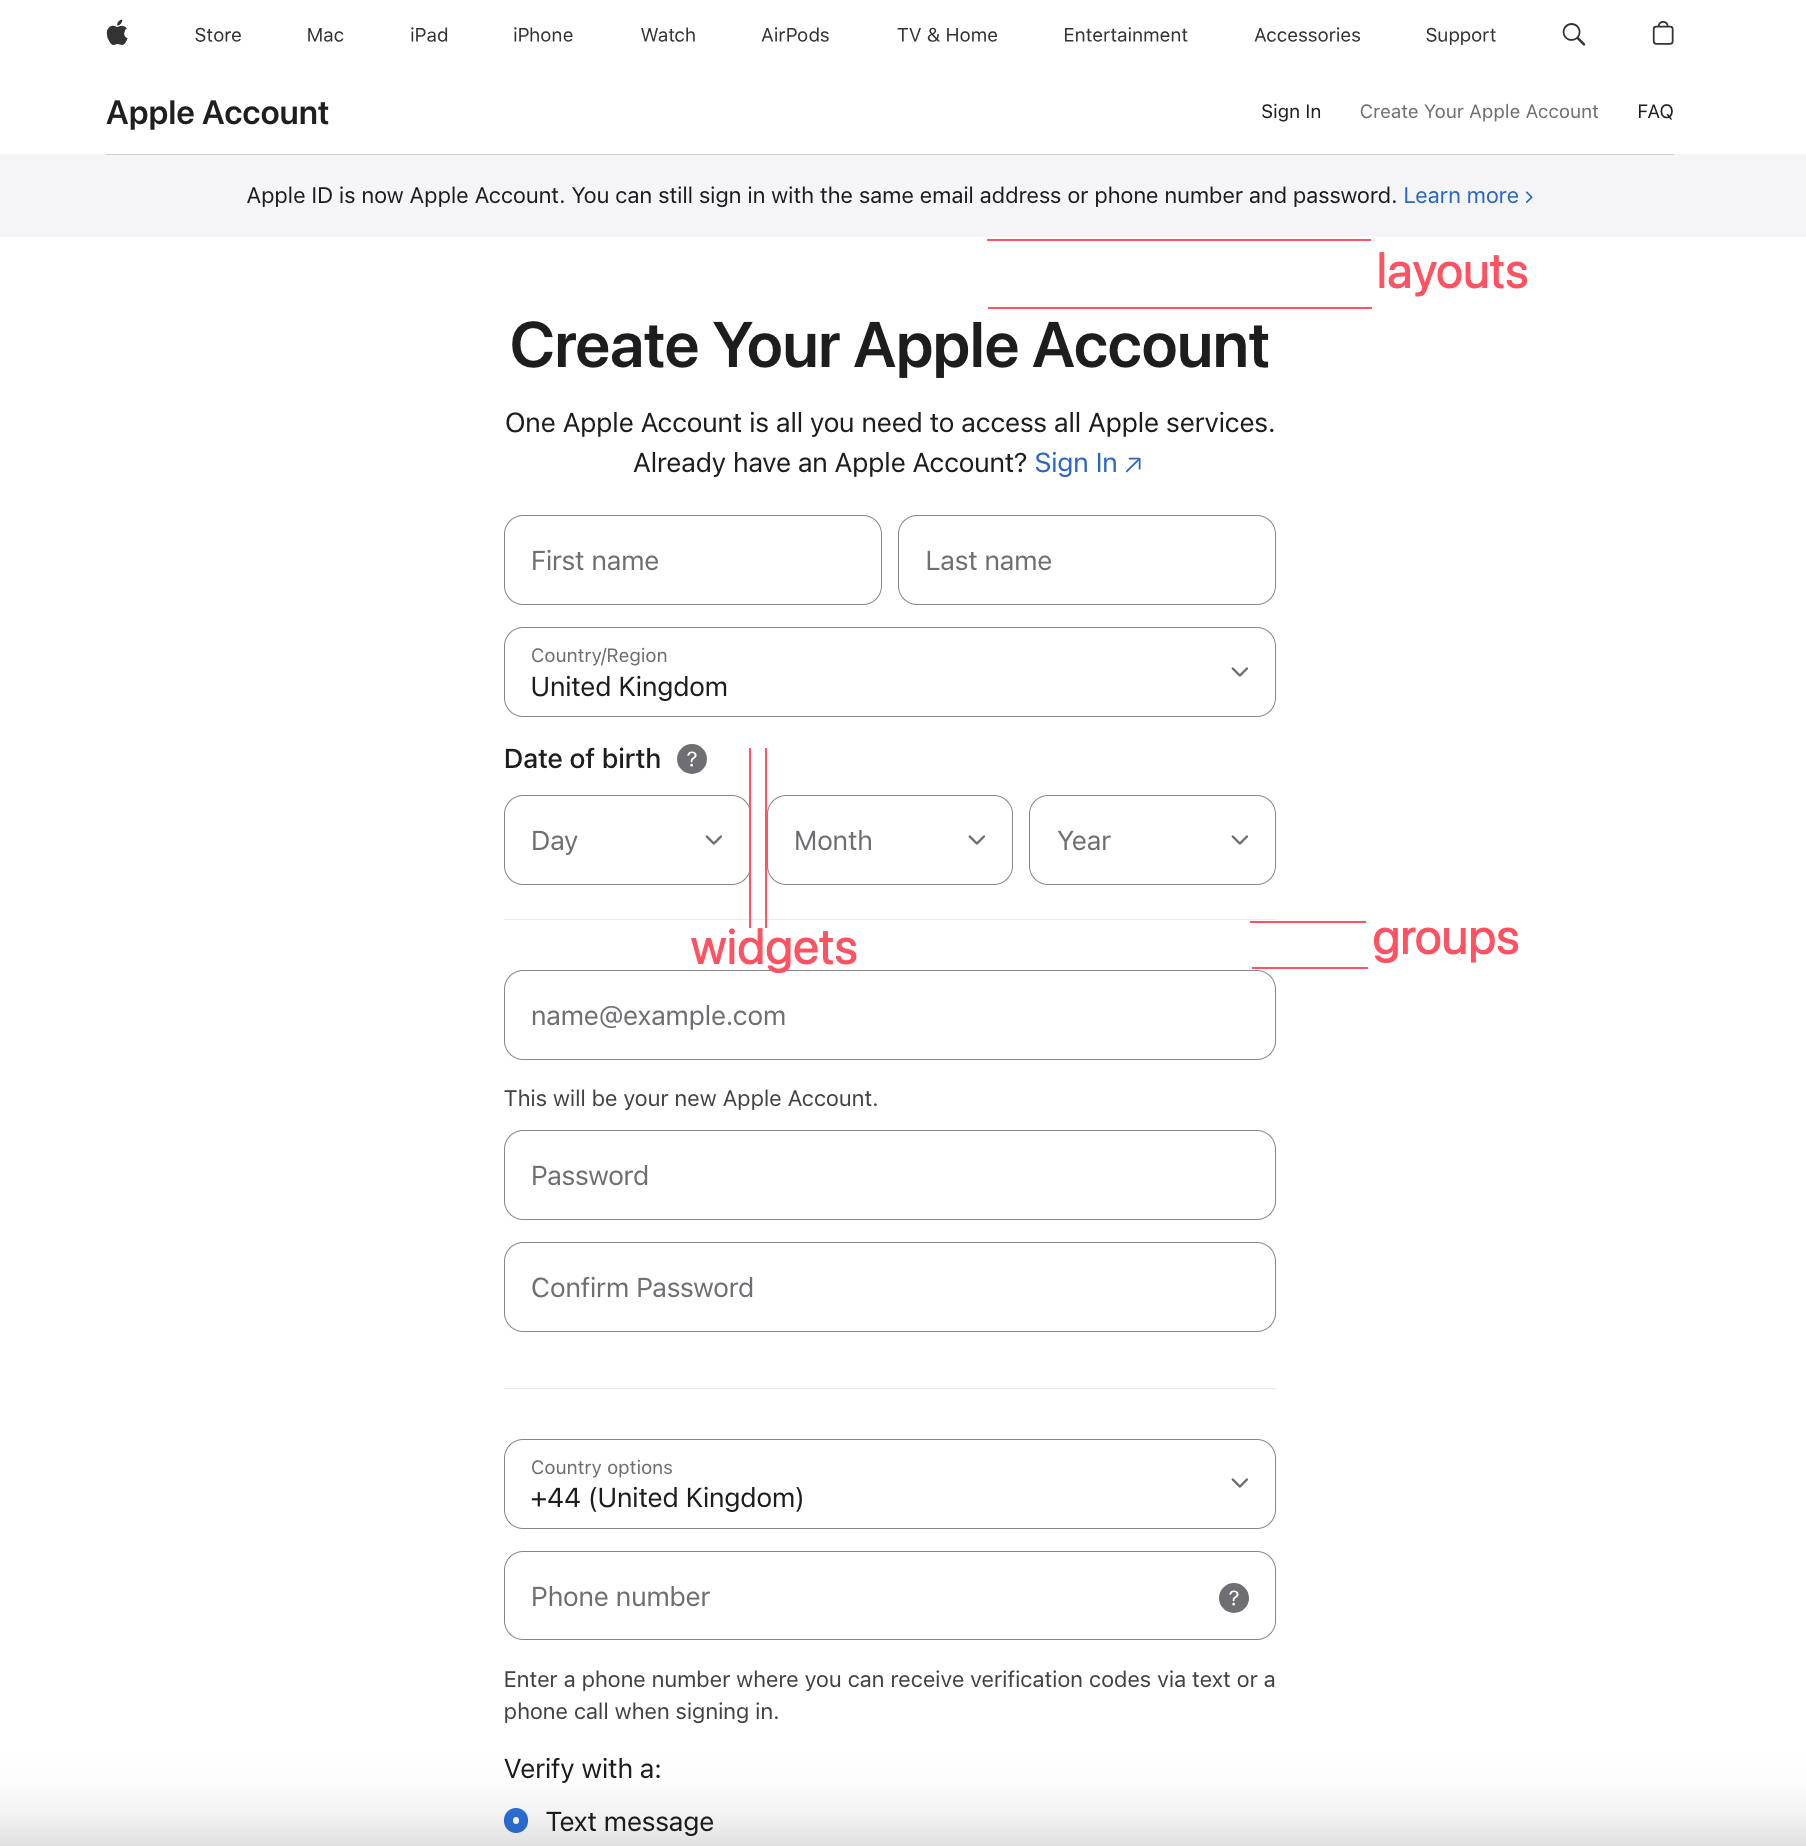 Store Mac iPad iPhone Watch AirPods TV & Home Entertainment Accessories Support
Apple Account
Sign In Create Your Apple Account FAQ
Apple ID is now Apple Account. You can still sign in with the same email address or phone number and password. Learn more >
layouts
Create Your Apple Account
One Apple Account is all you need to access all Apple services.
Already have an Apple Account? Sign In ↗
First name Last name
Country/Region
United Kingdom
Date of birth ?
Day Month Year
widgets
groups
name@example.com
This will be your new Apple Account.
Password
Confirm Password
Country options
+44 (United Kingdom)
Phone number ?
Enter a phone number where you can receive verification codes via text or a
phone call when signing in.
Verify with a:
Text message